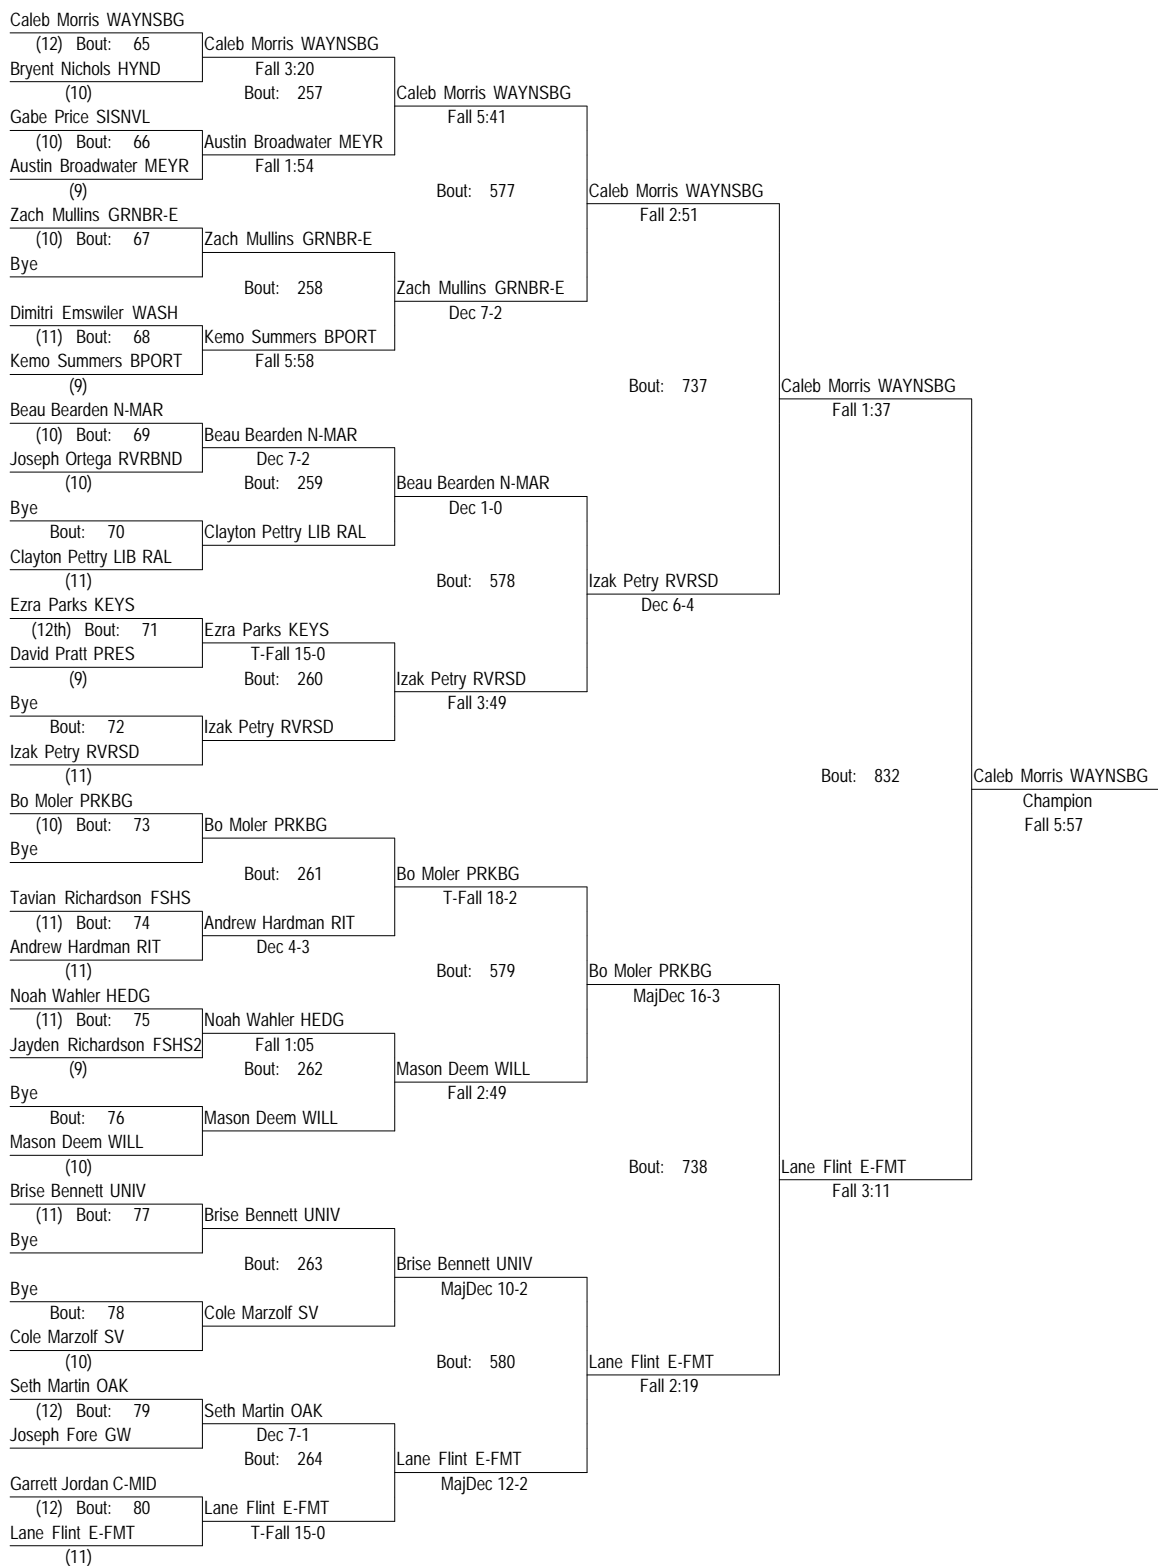 Caleb Morris WAYNSBG
(12) Bout: 65
Caleb Morris WAYNSBG
Bryent Nichols HYND
Fall 3:20
(10)
Bout: 257
Caleb Morris WAYNSBG
Gabe Price SISNVL
Fall 5:41
(10) Bout: 66
Austin Broadwater MEYR
Austin Broadwater MEYR
Fall 1:54
(9)
Bout: 577
Caleb Morris WAYNSBG
Zach Mullins GRNBR-E
Fall 2:51
(10) Bout: 67
Zach Mullins GRNBR-E
Bye
Bout: 258
Zach Mullins GRNBR-E
Dimitri Emswiler WASH
Dec 7-2
(11) Bout: 68
Kemo Summers BPORT
Kemo Summers BPORT
Fall 5:58
(9)
Bout: 737
Caleb Morris WAYNSBG
Beau Bearden N-MAR
Fall 1:37
(10) Bout: 69
Beau Bearden N-MAR
Joseph Ortega RVRBND
Dec 7-2
(10)
Bout: 259
Beau Bearden N-MAR
Bye
Dec 1-0
Bout: 70
Clayton Pettry LIB RAL
Clayton Pettry LIB RAL
(11)
Bout: 578
Izak Petry RVRSD
Ezra Parks KEYS
Dec 6-4
(12th) Bout: 71
Ezra Parks KEYS
David Pratt PRES
T-Fall 15-0
(9)
Bout: 260
Izak Petry RVRSD
Bye
Fall 3:49
Bout: 72
Izak Petry RVRSD
Izak Petry RVRSD
(11)
Bout: 832
Caleb Morris WAYNSBG
Bo Moler PRKBG
Champion
(10) Bout: 73
Bo Moler PRKBG
Fall 5:57
Bye
Bout: 261
Bo Moler PRKBG
Tavian Richardson FSHS
T-Fall 18-2
(11) Bout: 74
Andrew Hardman RIT
Andrew Hardman RIT
Dec 4-3
(11)
Bout: 579
Bo Moler PRKBG
Noah Wahler HEDG
MajDec 16-3
(11) Bout: 75
Noah Wahler HEDG
Jayden Richardson FSHS2
Fall 1:05
(9)
Bout: 262
Mason Deem WILL
Bye
Fall 2:49
Bout: 76
Mason Deem WILL
Mason Deem WILL
(10)
Bout: 738
Lane Flint E-FMT
Brise Bennett UNIV
Fall 3:11
(11) Bout: 77
Brise Bennett UNIV
Bye
Bout: 263
Brise Bennett UNIV
Bye
MajDec 10-2
Bout: 78
Cole Marzolf SV
Cole Marzolf SV
(10)
Bout: 580
Lane Flint E-FMT
Seth Martin OAK
Fall 2:19
(12) Bout: 79
Seth Martin OAK
Joseph Fore GW
Dec 7-1
Bout: 264
Lane Flint E-FMT
Garrett Jordan C-MID
MajDec 12-2
(12) Bout: 80
Lane Flint E-FMT
Lane Flint E-FMT
T-Fall 15-0
(11)